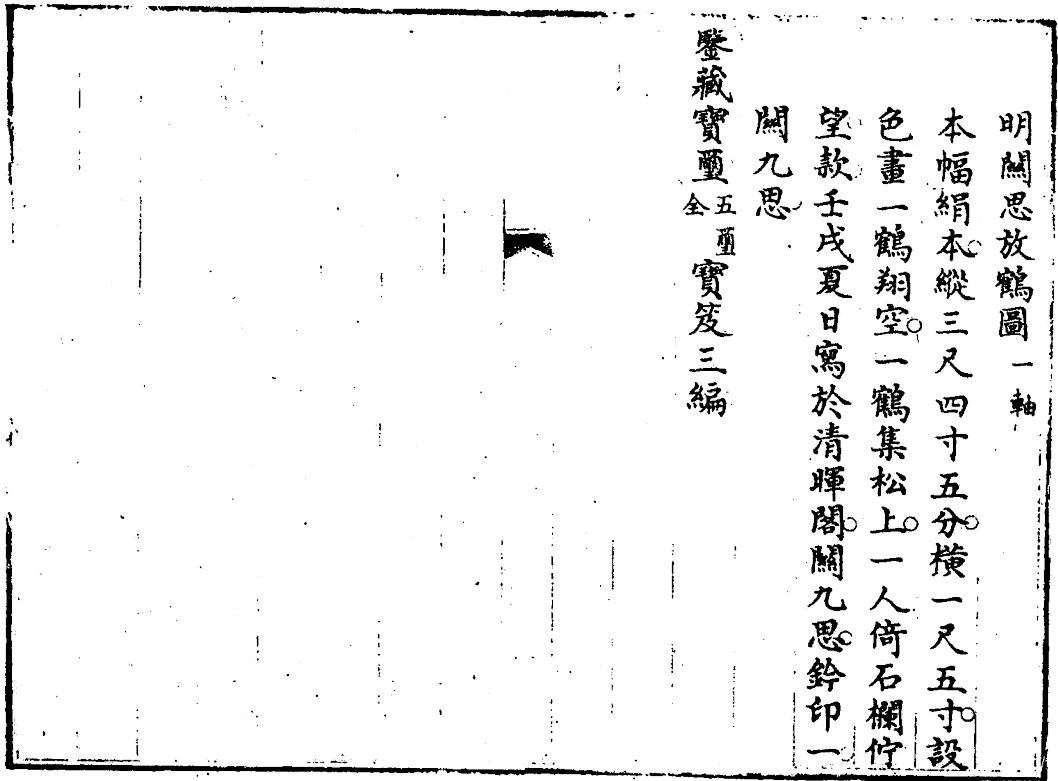 明關思放鶴圖一軸
本幅絹本縱三尺四寸五分橫一尺五寸設
色畫一鶴翔空一鶴集松上一人倚石欄佇
望款壬戌夏日寫於清暉閣關九思鈐印一
關九思
鑒藏寶璽五璽全寶笈三編